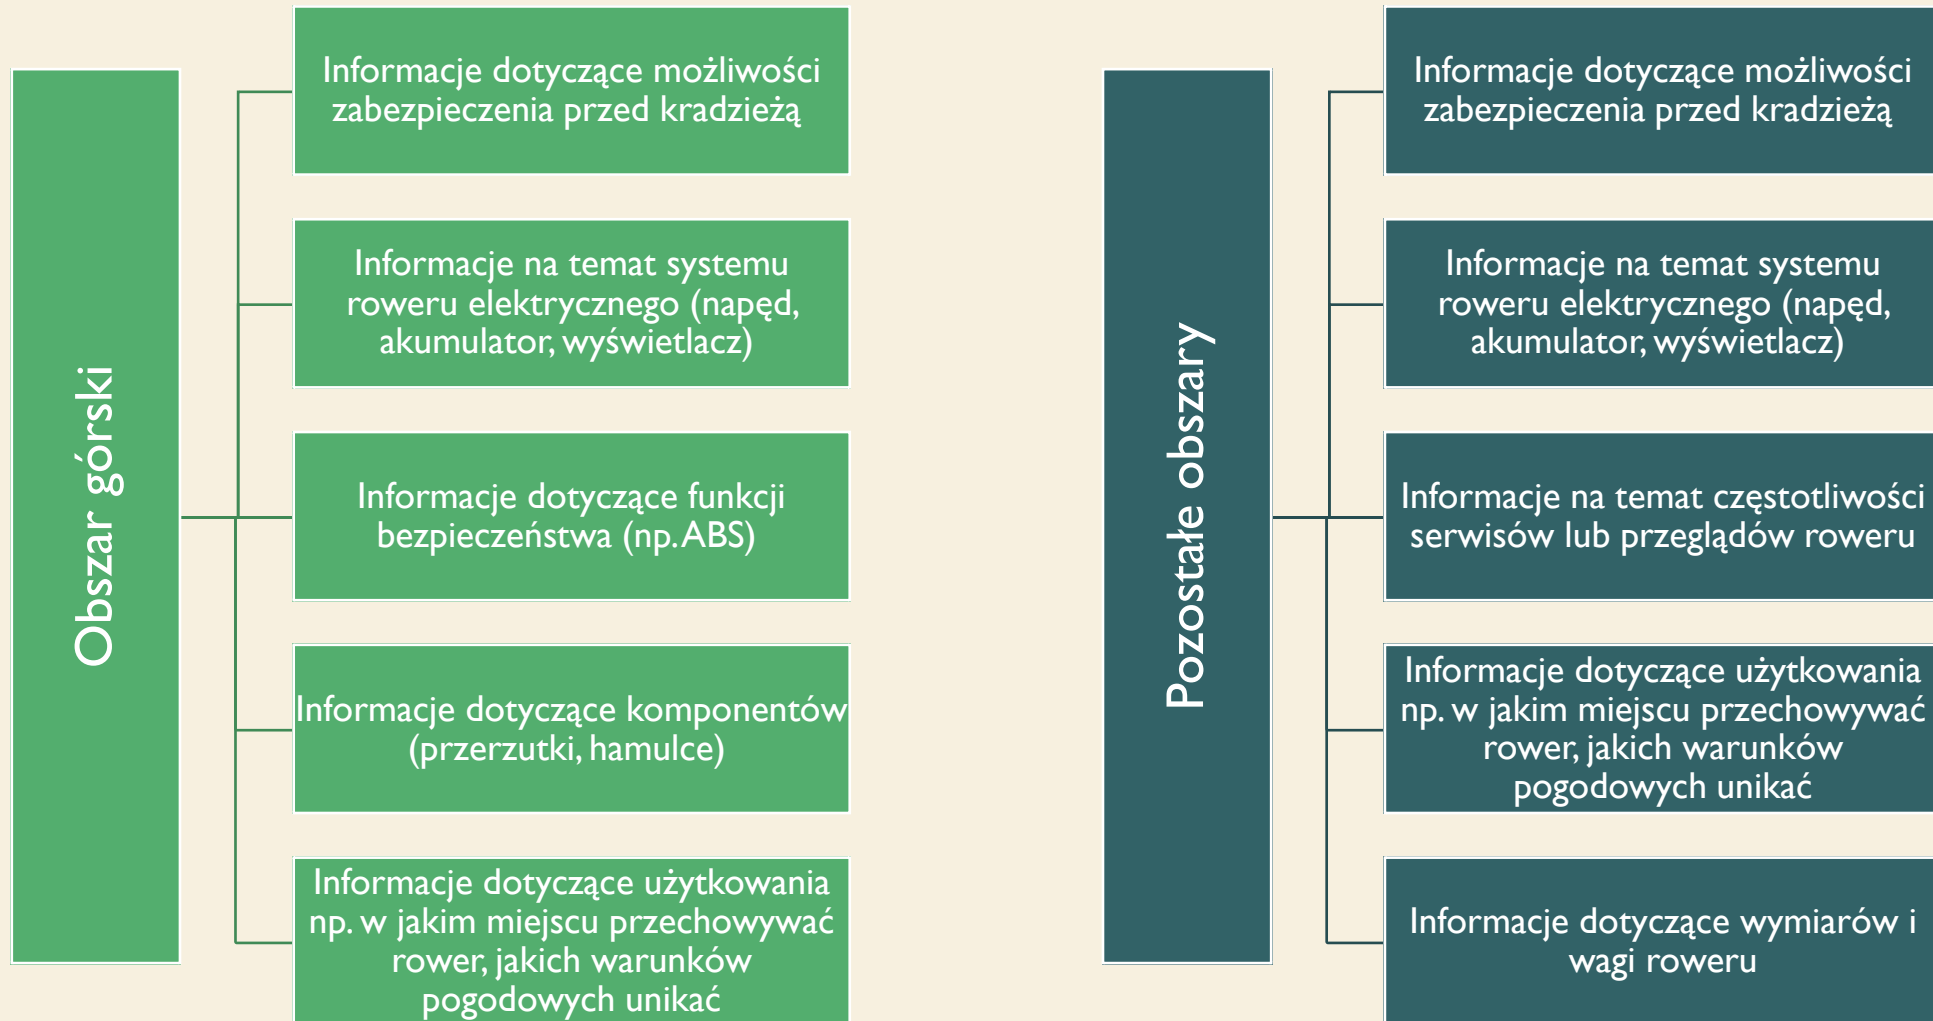 Obszar górski
Informacje dotyczące możliwości
zabezpieczenia przed kradzieżą
Informacje na temat systemu
roweru elektrycznego (napęd,
akumulator, wyświetlacz)
Informacje dotyczące funkcji
bezpieczeństwa (np. ABS)
Informacje dotyczące komponentów
(przerzutki, hamulce)
Informacje dotyczące użytkowania
np. w jakim miejscu przechowywać
rower, jakich warunków
pogodowych unikać
Pozostałe obszary
Informacje dotyczące możliwości
zabezpieczenia przed kradzieżą
Informacje na temat systemu
roweru elektrycznego (napęd,
akumulator, wyświetlacz)
Informacje na temat częstotliwości
serwisów lub przeglądów roweru
Informacje dotyczące użytkowania
np. w jakim miejscu przechowywać
rower, jakich warunków
pogodowych unikać
Informacje dotyczące wymiarów i
wagi roweru